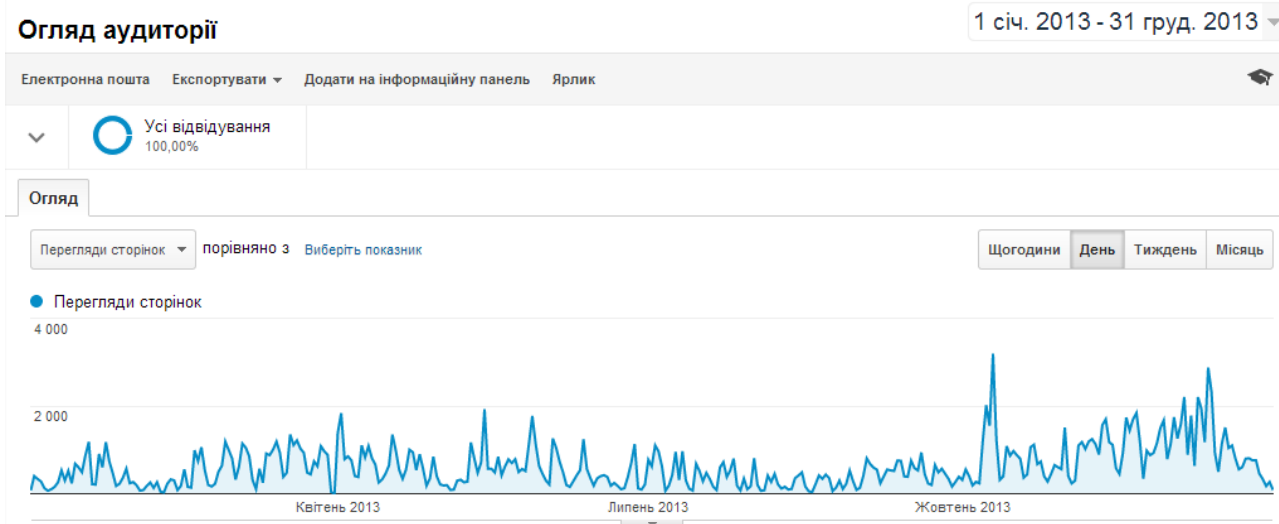 Огляд аудиторії
1 січ. 2013 - 31 груд. 2013
Електронна пошта Експортувати Додати на інформаційну панель Ярлик
Усі відвідування
100,00%
Огляд
Перегляди сторінок порівняно з Виберіть показник
Щогодини День Тиждень Місяць
Перегляди сторінок
4 000
2 000
Квітень 2013 Липень 2013 Жовтень 2013